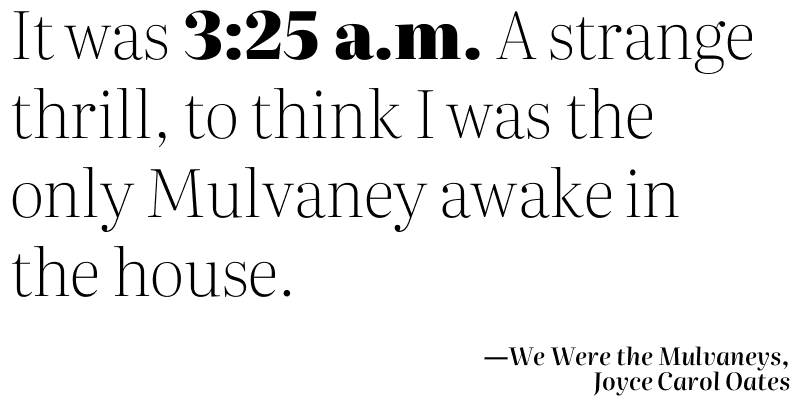 It was 3:25 a.m. A strange
thrill, to think I was the
only Mulvaney awake in
the house.
—We Were the Mulvaneys,
Joyce Carol Oates